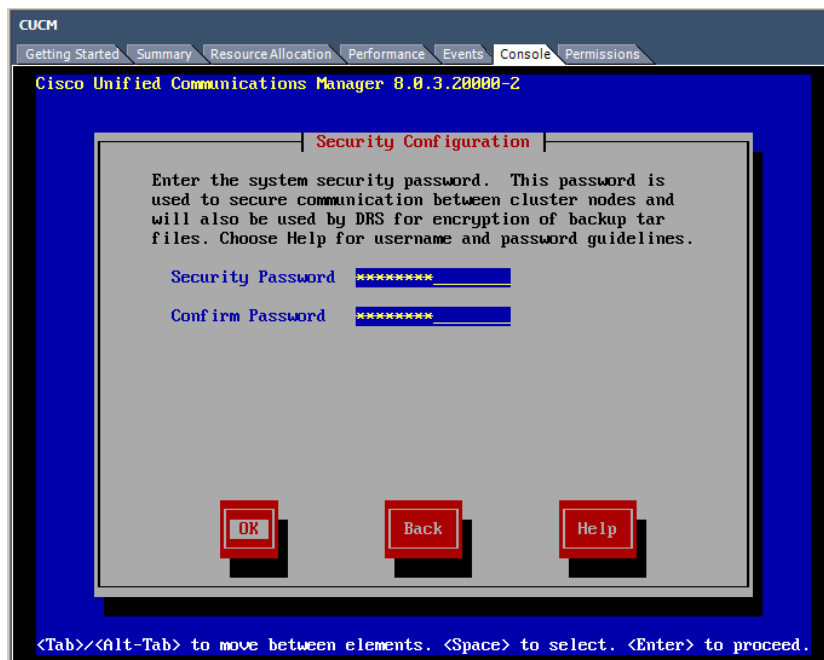 CUCM
Getting Started Summary Resource Allocation Performance Events Console Permissions
Cisco Unified Communications Manager 8.0.3.20000-2
Security Configuration
Enter the system security password. This password is
used to secure communication between cluster nodes and
will also be used by DRS for encryption of backup tar
files. Choose Help for username and password guidelines.
Security Password ********
Confirm Password ********
OK Back Help
<Tab>/<Alt-Tab> to move between elements. <Space> to select. <Enter> to proceed.